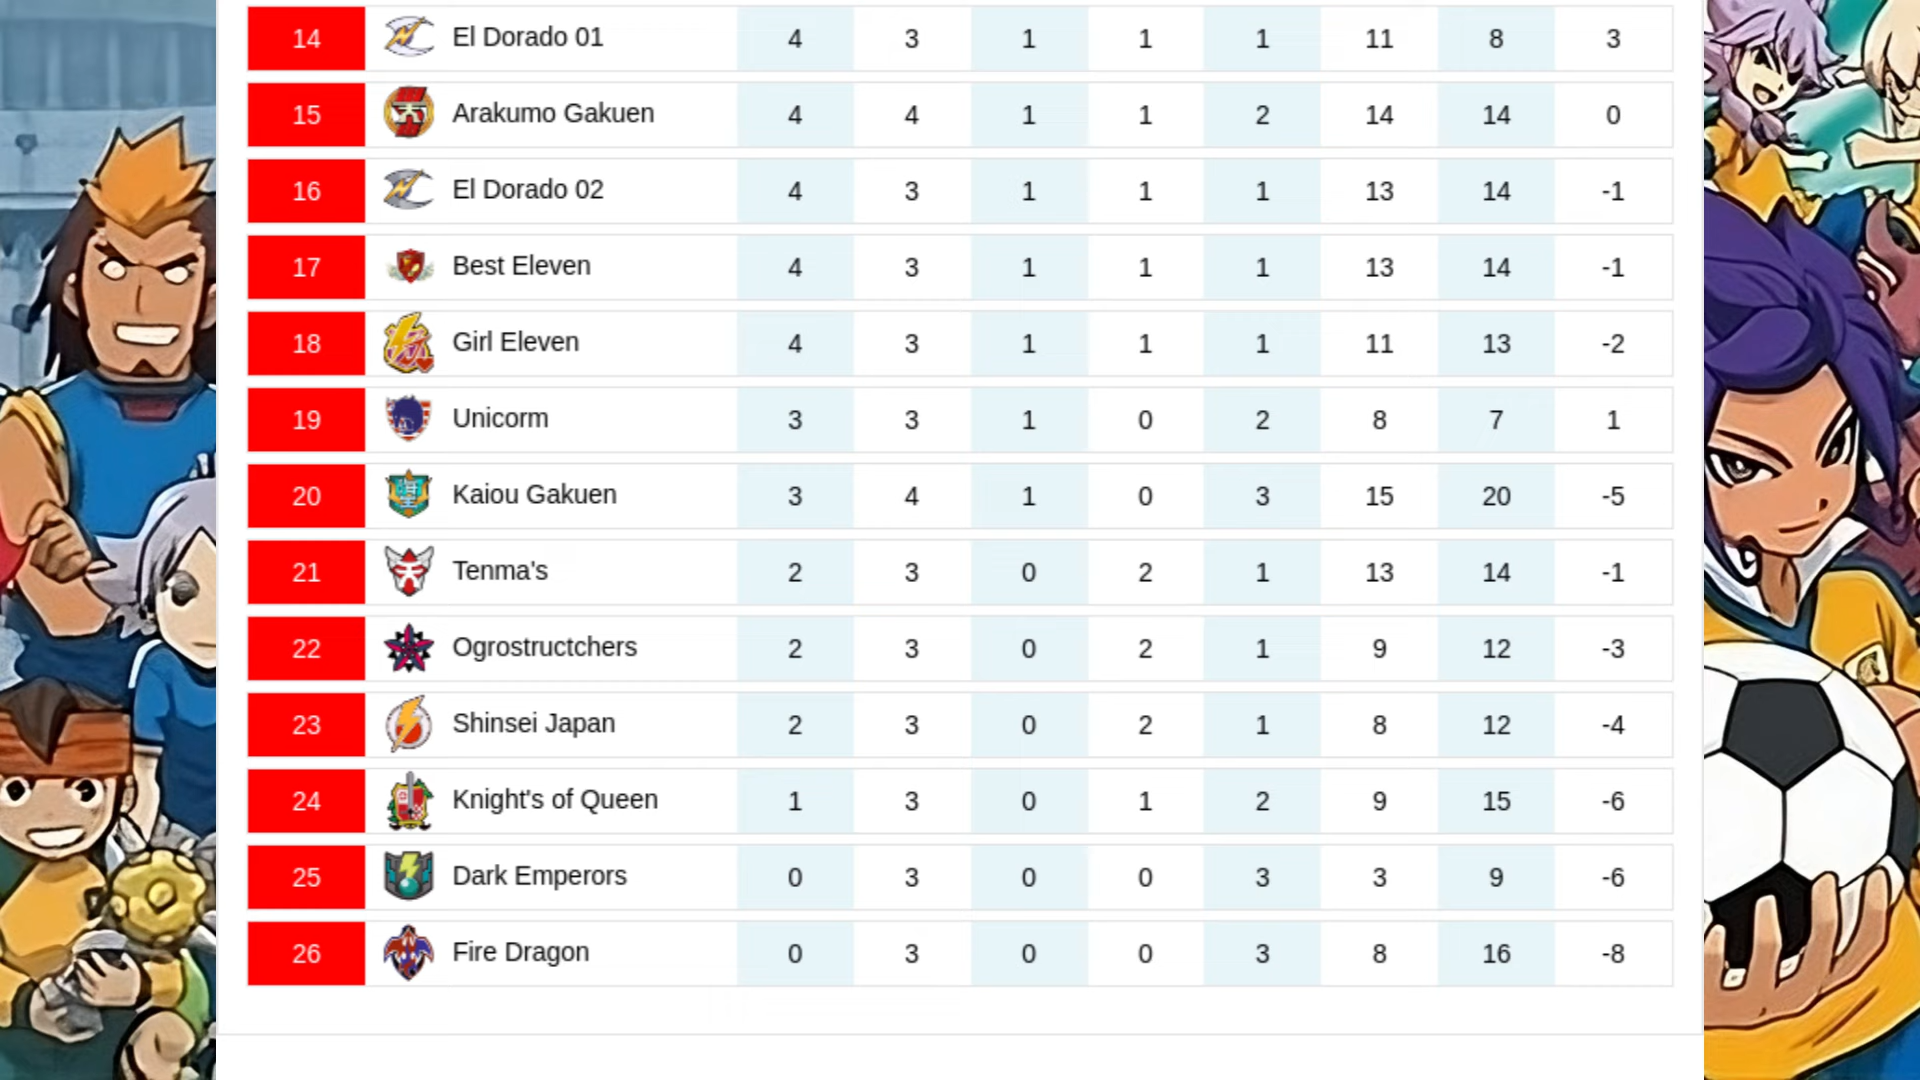 14 El Dorado 01 4 3 1 1 1 11 8 3
15 Arakumo Gakuen 4 4 1 1 2 14 14 0
16 El Dorado 02 4 3 1 1 1 13 14 -1
17 Best Eleven 4 3 1 1 1 13 14 -1
18 Girl Eleven 4 3 1 1 1 11 13 -2
19 Unicorm 3 3 1 0 2 8 7 1
20 Kaiou Gakuen 3 4 1 0 3 15 20 -5
21 Tenma's 2 3 0 2 1 13 14 -1
22 Ogrostructchers 2 3 0 2 1 9 12 -3
23 Shinsei Japan 2 3 0 2 1 8 12 -4
24 Knight's of Queen 1 3 0 1 2 9 15 -6
25 Dark Emperors 0 3 0 0 3 3 9 -6
26 Fire Dragon 0 3 0 0 3 8 16 -8